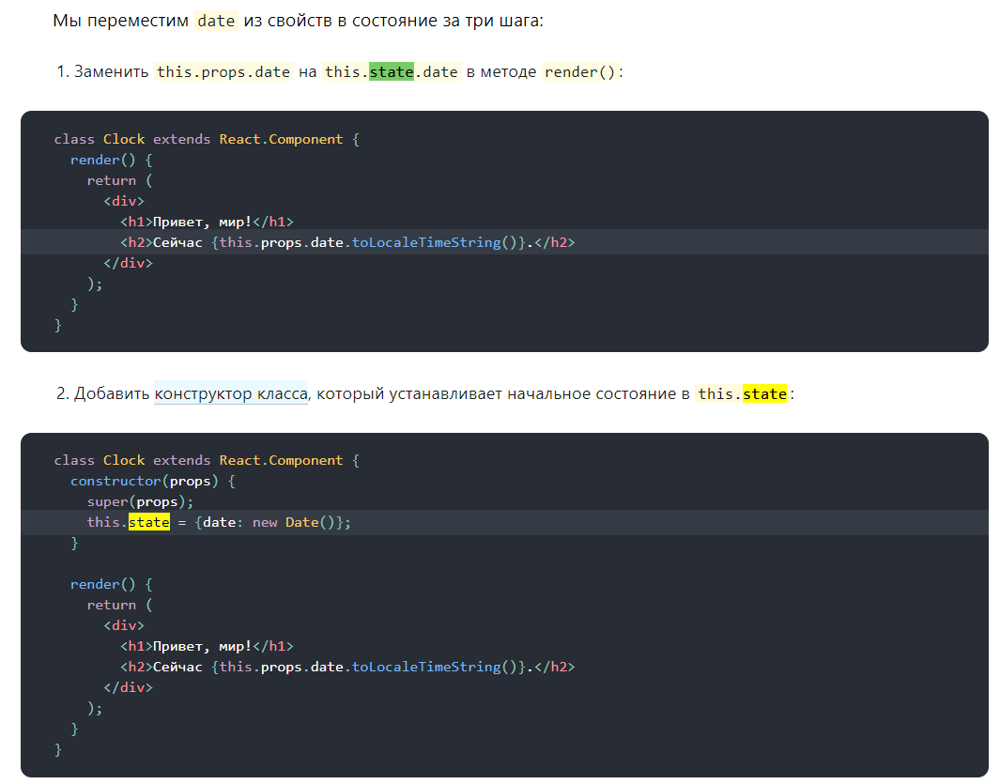 Мы переместим date из свойств в состояние за три шага:
1. Заменить this.props.date на this.state.date в методе render():
class Clock extends React.Component {
  render() {
    return (
      <div>
        <h1>Привет, мир!</h1>
        <h2>Сейчас {this.props.date.toLocaleTimeString()}.</h2>
      </div>
    );
  }
}
2. Добавить конструктор класса, который устанавливает начальное состояние в this.state:
class Clock extends React.Component {
  constructor(props) {
    super(props);
    this.state = {date: new Date()};
  }
  render() {
    return (
      <div>
        <h1>Привет, мир!</h1>
        <h2>Сейчас {this.props.date.toLocaleTimeString()}.</h2>
      </div>
    );
  }
}